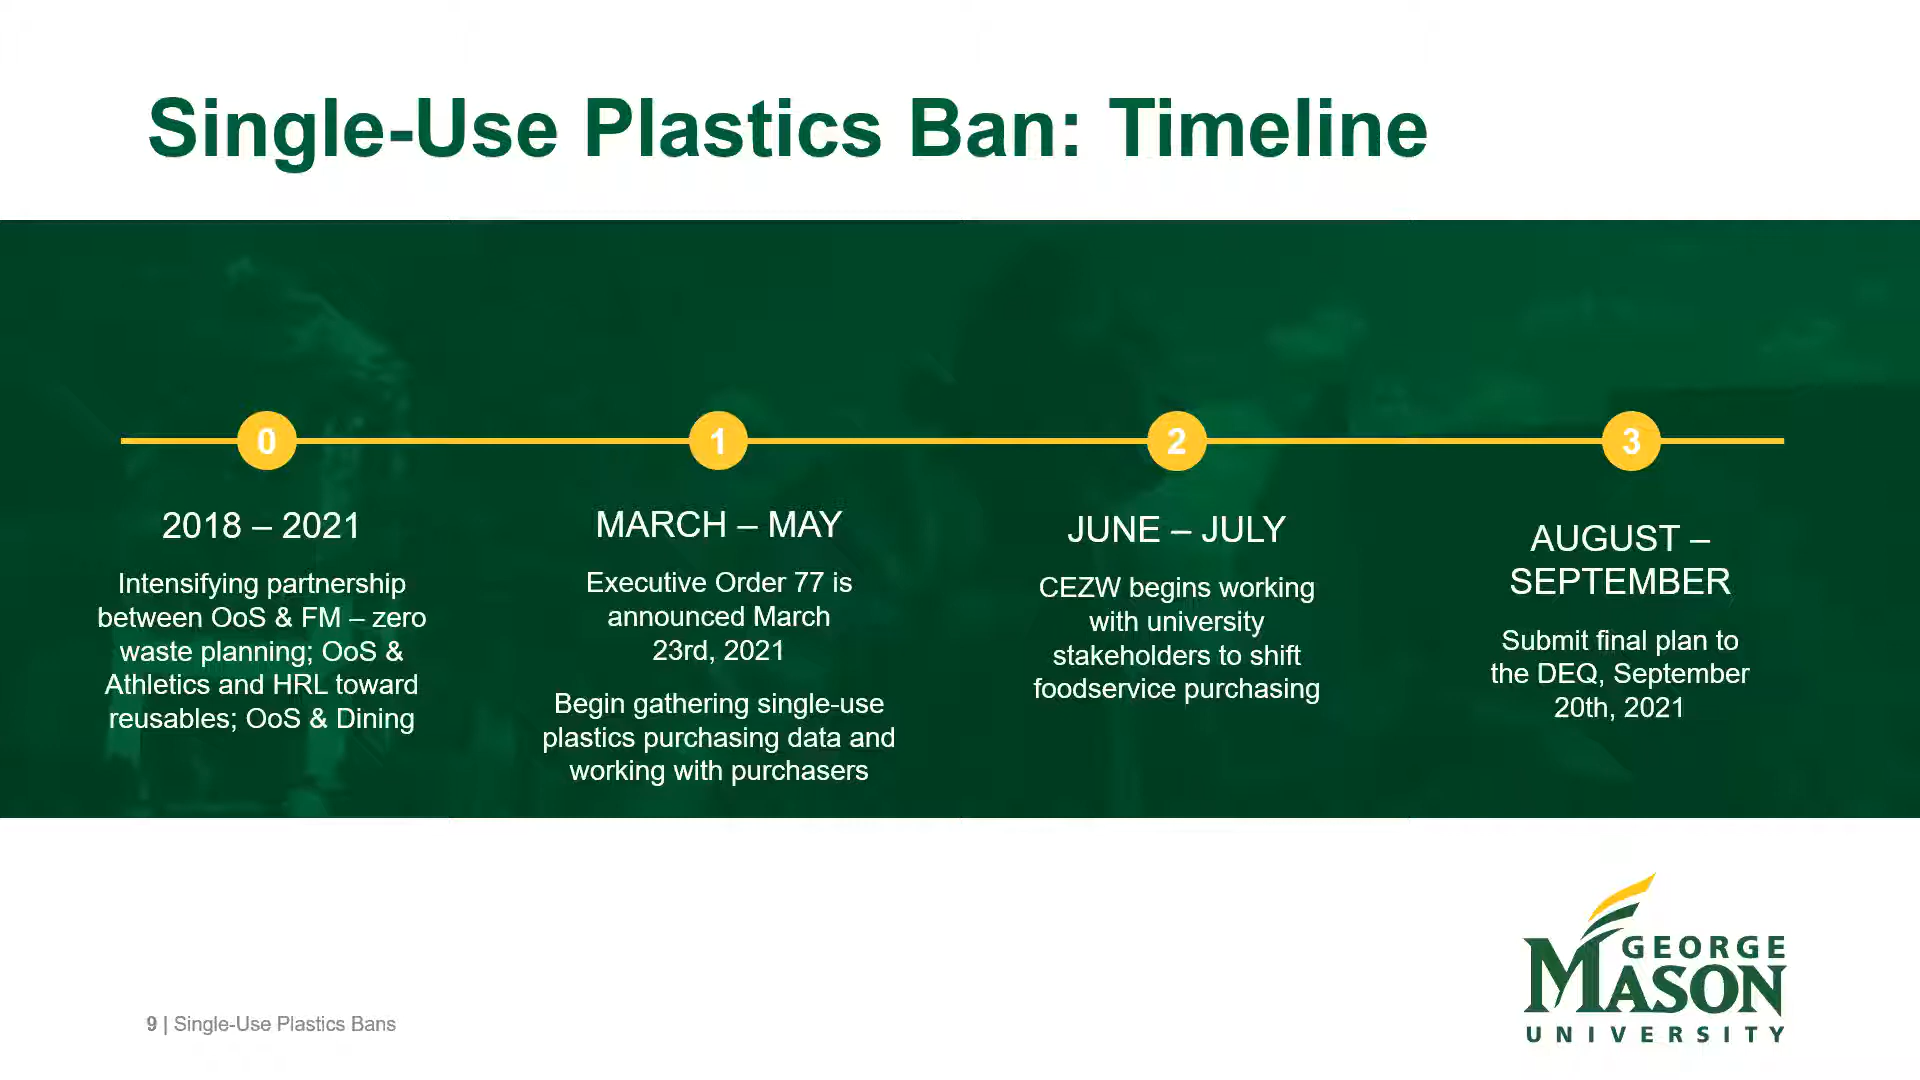 Single-Use Plastics Ban: Timeline
0
2018 – 2021
Intensifying partnership
between OoS & FM – zero
waste planning; OoS &
Athletics and HRL toward
reusables; OoS & Dining
1
MARCH – MAY
Executive Order 77 is
announced March
23rd, 2021
Begin gathering single-use
plastics purchasing data and
working with purchasers
2
JUNE – JULY
CEZW begins working
with university
stakeholders to shift
foodservice purchasing
3
AUGUST –
SEPTEMBER
Submit final plan to
the DEQ, September
20th, 2021
9 | Single-Use Plastics Bans
GEORGE
MASON
UNIVERSITY